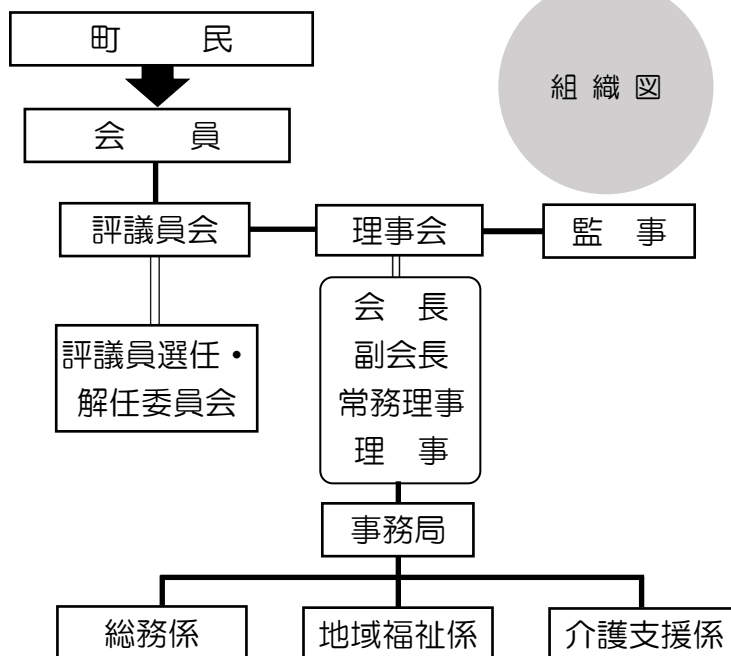 町　民
組 織 図
会　員
評議員会
理事会
監　事
評議員選任・
解任委員会
会　長
副会長
常務理事
理　事
事務局
総務係
地域福祉係
介護支援係